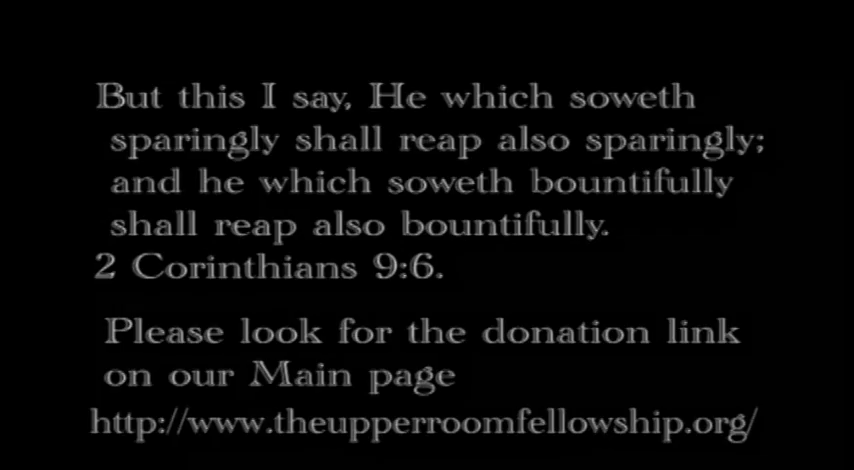 But this I say, He which soweth
sparingly shall reap also sparingly;
and he which soweth bountifully
shall reap also bountifully.
2 Corinthians 9:6.
Please look for the donation link
on our Main page
http://www.theupperroomfellowship.org/